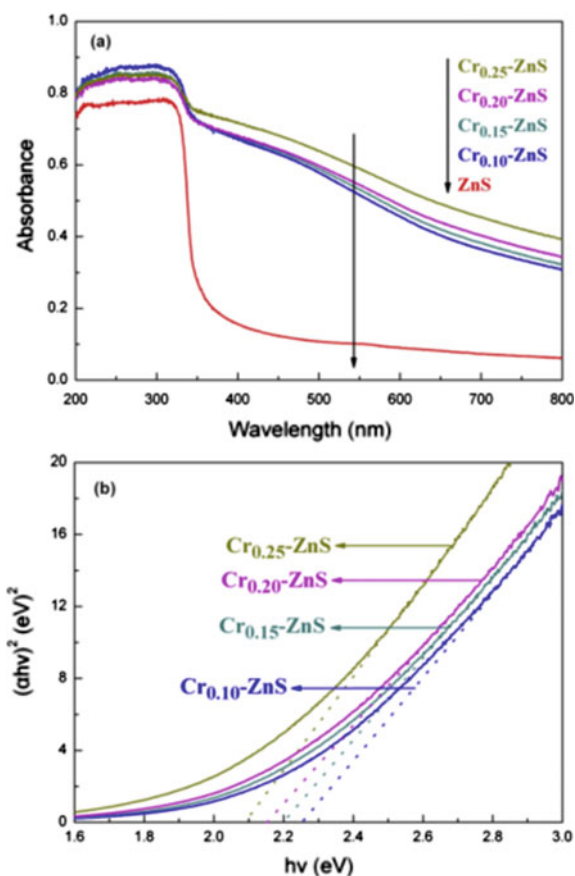 (a)
Cr0.25-ZnS
Cr0.20-ZnS
Cr0.15-ZnS
Cr0.10-ZnS
ZnS
1.0
0.8
0.6
0.4
0.2
0.0
Absorbance
200 300 400 500 600 700 800
Wavelength (nm)
(b)
20
16
12
8
4
0
(αhν)2 (eV)2
Cr0.25-ZnS
Cr0.20-ZnS
Cr0.15-ZnS
Cr0.10-ZnS
1.6 1.8 2.0 2.2 2.4 2.6 2.8 3.0
hν (eV)